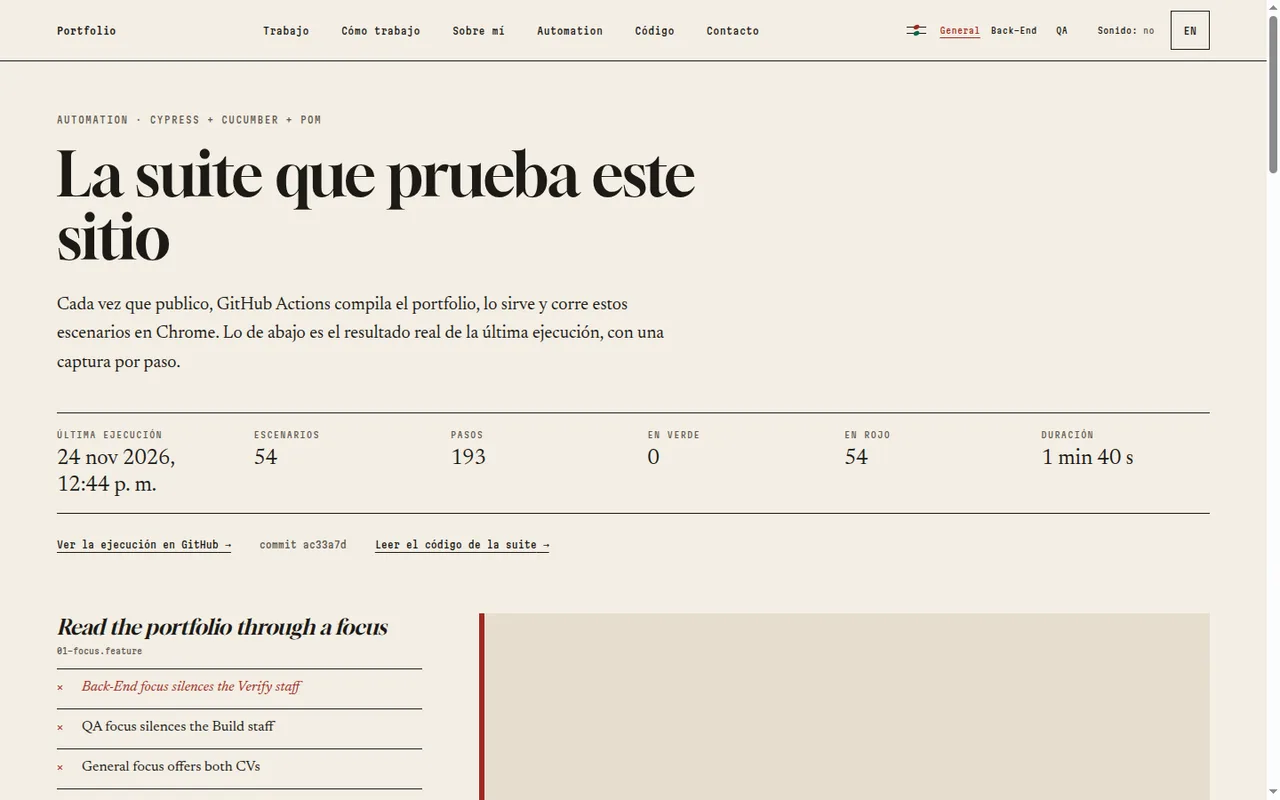 Portfolio
Trabajo
Cómo trabajo
Sobre mí
Automation
Código
Contacto
General
Back-End
QA
Sonido: no
EN
AUTOMATION · CYPRESS + CUCUMBER + POM
La suite que prueba este
sitio
Cada vez que publico, GitHub Actions compila el portfolio, lo sirve y corre estos
escenarios en Chrome. Lo de abajo es el resultado real de la última ejecución, con una
captura por paso.
ÚLTIMA EJECUCIÓN
24 nov 2026,
12:44 p. m.
ESCENARIOS
54
PASOS
193
EN VERDE
0
EN ROJO
54
DURACIÓN
1 min 40 s
Ver la ejecución en GitHub →
commit ac33a7d
Leer el código de la suite →
Read the portfolio through a focus
01-focus.feature
× Back-End focus silences the Verify staff
× QA focus silences the Build staff
× General focus offers both CVs